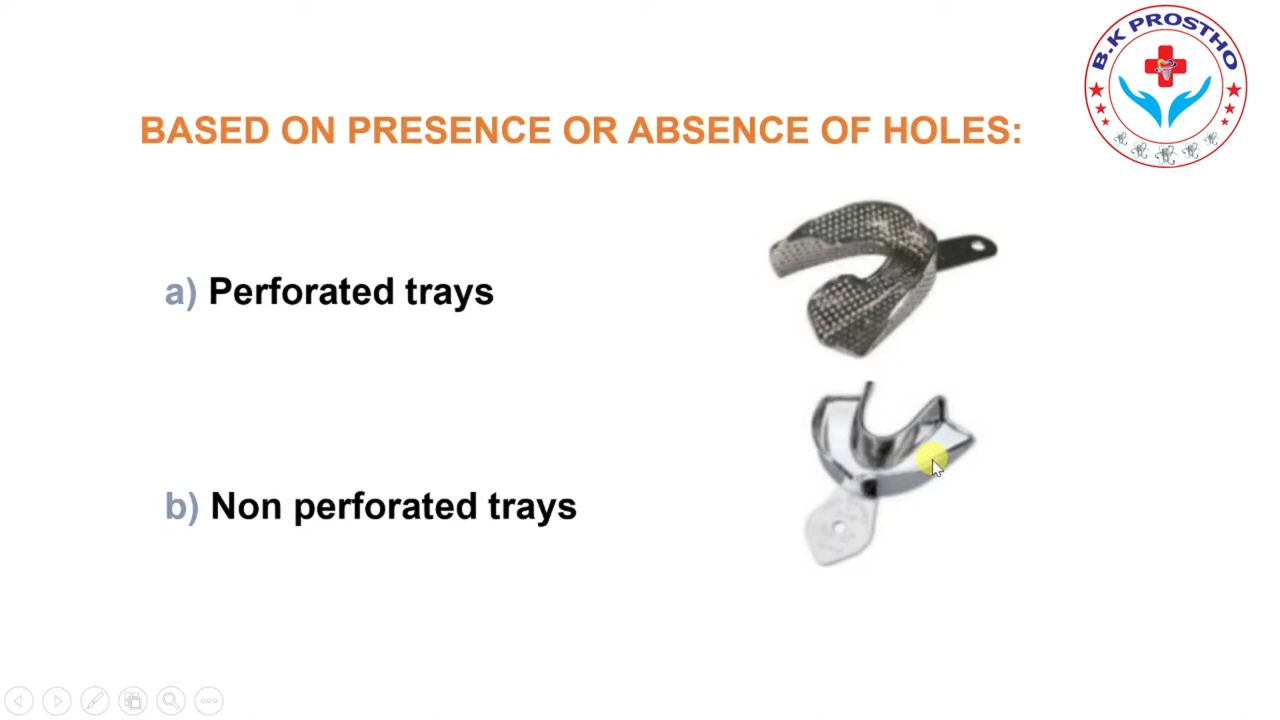 B.K PROSTHO
BASED ON PRESENCE OR ABSENCE OF HOLES:
a) Perforated trays
b) Non perforated trays